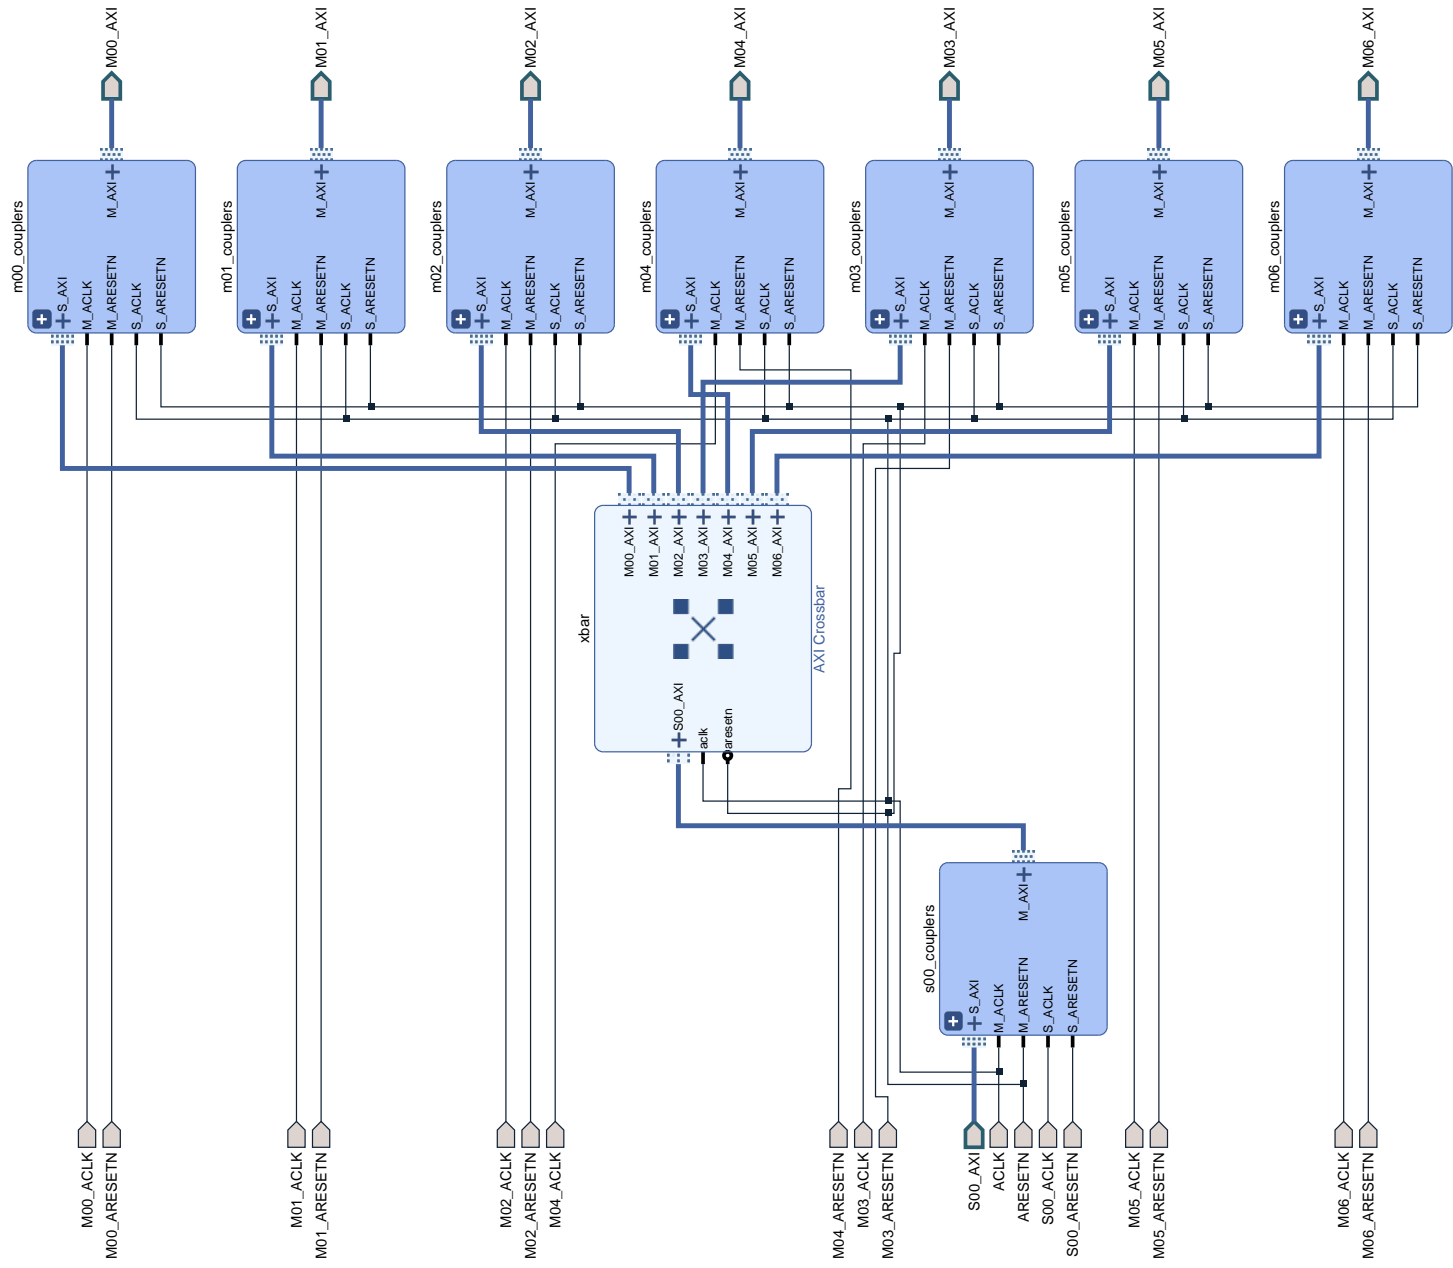 M00_AXI
M01_AXI
M02_AXI
M04_AXI
M03_AXI
M05_AXI
M06_AXI
m00_couplers
S_AXI
M_ACLK
M_ARESETN
S_ACLK
S_ARESETN
M_AXI
m01_couplers
S_AXI
M_ACLK
M_ARESETN
S_ACLK
S_ARESETN
M_AXI
m02_couplers
S_AXI
M_ACLK
M_ARESETN
S_ACLK
S_ARESETN
M_AXI
m04_couplers
S_AXI
M_ACLK
M_ARESETN
S_ACLK
S_ARESETN
M_AXI
m03_couplers
S_AXI
M_ACLK
M_ARESETN
S_ACLK
S_ARESETN
M_AXI
m05_couplers
S_AXI
M_ACLK
M_ARESETN
S_ACLK
S_ARESETN
M_AXI
m06_couplers
S_AXI
M_ACLK
M_ARESETN
S_ACLK
S_ARESETN
M_AXI
xbar
M00_AXI
M01_AXI
M02_AXI
M03_AXI
M04_AXI
M05_AXI
M06_AXI
S00_AXI
aclk
aresetn
AXI Crossbar
s00_couplers
S_AXI
M_ACLK
M_ARESETN
S_ACLK
S_ARESETN
M_AXI
M00_ACLK
M00_ARESETN
M01_ACLK
M01_ARESETN
M02_ACLK
M02_ARESETN
M04_ACLK
M04_ARESETN
M03_ACLK
M03_ARESETN
S00_AXI
ACLK
ARESETN
S00_ACLK
S00_ARESETN
M05_ACLK
M05_ARESETN
M06_ACLK
M06_ARESETN